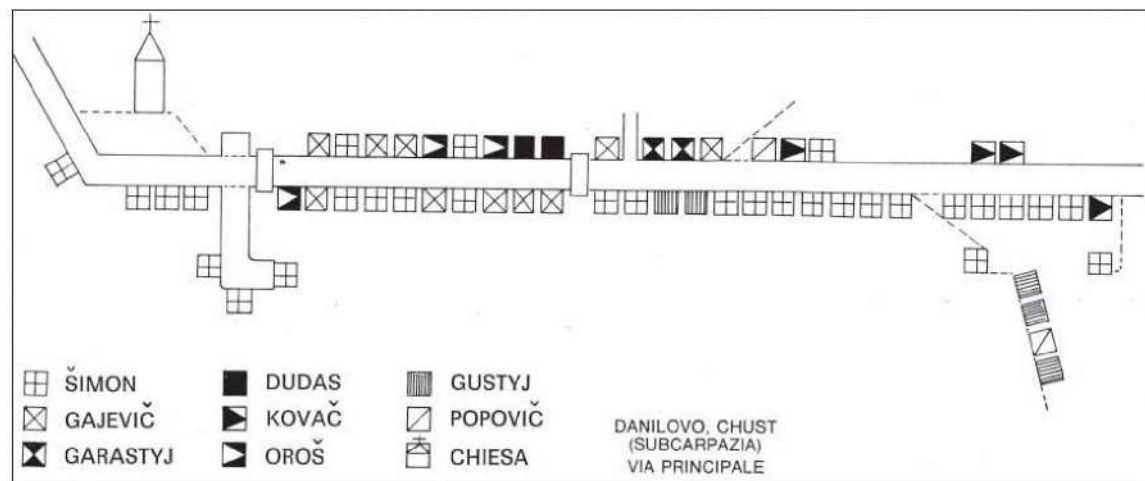 ŠIMON
GAJEVIČ
GARASTYJ
DUDAS
KOVAČ
OROŠ
GUSTYJ
POPOVIČ
CHIESA
DANILOVO, CHUST
(SUBCARPAZIA)
VIA PRINCIPALE